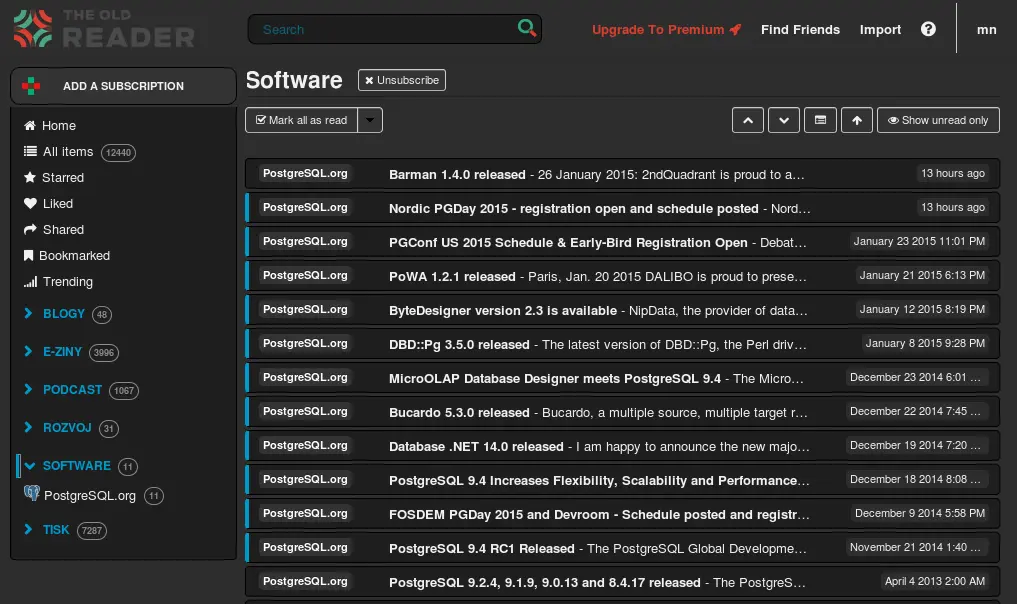 THE OLD
READER
Search
Upgrade To Premium
Find Friends
Import
mn
ADD A SUBSCRIPTION
Home
All items 12440
Starred
Liked
Shared
Bookmarked
Trending
BLOGY 48
E-ZINY 3996
PODCAST 1067
ROZVOJ 31
SOFTWARE 11
PostgreSQL.org 11
TISK 7287
Software
Unsubscribe
Mark all as read
Show unread only
PostgreSQL.org Barman 1.4.0 released - 26 January 2015: 2ndQuadrant is proud to a… 13 hours ago
PostgreSQL.org Nordic PGDay 2015 - registration open and schedule posted - Nord… 13 hours ago
PostgreSQL.org PGConf US 2015 Schedule & Early-Bird Registration Open - Debat… January 23 2015 11:01 PM
PostgreSQL.org PoWA 1.2.1 released - Paris, Jan. 20 2015 DALIBO is proud to prese… January 21 2015 6:13 PM
PostgreSQL.org ByteDesigner version 2.3 is available - NipData, the provider of data… January 12 2015 8:19 PM
PostgreSQL.org DBD::Pg 3.5.0 released - The latest version of DBD::Pg, the Perl driv… January 8 2015 9:28 PM
PostgreSQL.org MicroOLAP Database Designer meets PostgreSQL 9.4 - The Micro… December 23 2014 6:01 …
PostgreSQL.org Bucardo 5.3.0 released - Bucardo, a multiple source, multiple target r… December 22 2014 7:45 …
PostgreSQL.org Database .NET 14.0 released - I am happy to announce the new majo… December 19 2014 7:20 …
PostgreSQL.org PostgreSQL 9.4 Increases Flexibility, Scalability and Performance… December 18 2014 8:08 …
PostgreSQL.org FOSDEM PGDay 2015 and Devroom - Schedule posted and registr… December 9 2014 5:58 PM
PostgreSQL.org PostgreSQL 9.4 RC1 Released - The PostgreSQL Global Developme… November 21 2014 1:40 …
PostgreSQL.org PostgreSQL 9.2.4, 9.1.9, 9.0.13 and 8.4.17 released - The PostgreS… April 4 2013 2:00 AM